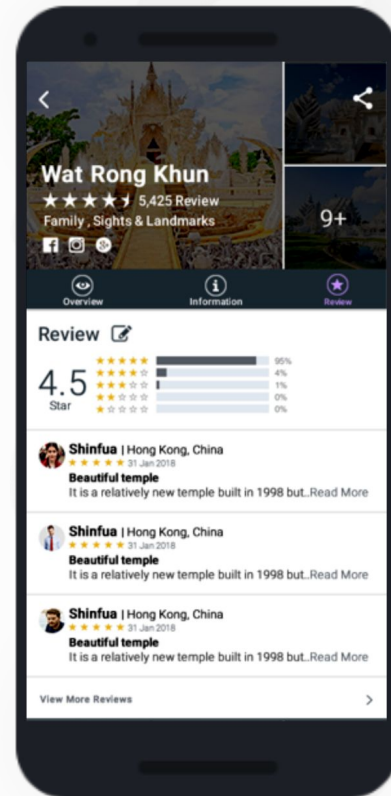 Wat Rong Khun
5,425 Review
Family , Sights & Landmarks
9+
Overview
Information
Review
Review
4.5
Star
95%
4%
1%
0%
0%
Shinfua | Hong Kong, China
31 Jan 2018
Beautiful temple
It is a relatively new temple built in 1998 but..Read More
Shinfua | Hong Kong, China
31 Jan 2018
Beautiful temple
It is a relatively new temple built in 1998 but..Read More
Shinfua | Hong Kong, China
31 Jan 2018
Beautiful temple
It is a relatively new temple built in 1998 but..Read More
View More Reviews